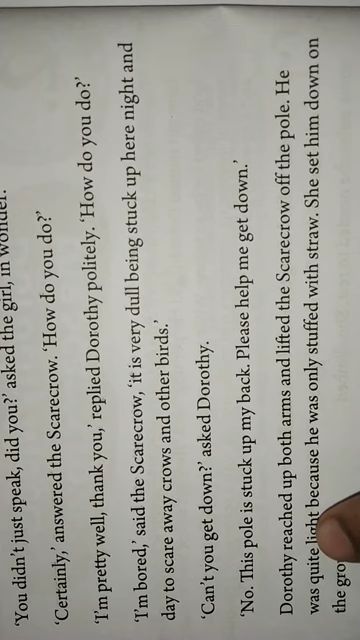 'You didn't just speak, did you?' asked the girl, in wonder.
'Certainly,' answered the Scarecrow. 'How do you do?'
'I'm pretty well, thank you,' replied Dorothy politely. 'How do you do?'
'I'm bored,' said the Scarecrow, 'it is very dull being stuck up here night and
day to scare away crows and other birds.'
'Can't you get down?' asked Dorothy.
'No. This pole is stuck up my back. Please help me get down.'
Dorothy reached up both arms and lifted the Scarecrow off the pole. He
was quite light because he was only stuffed with straw. She set him down on
the